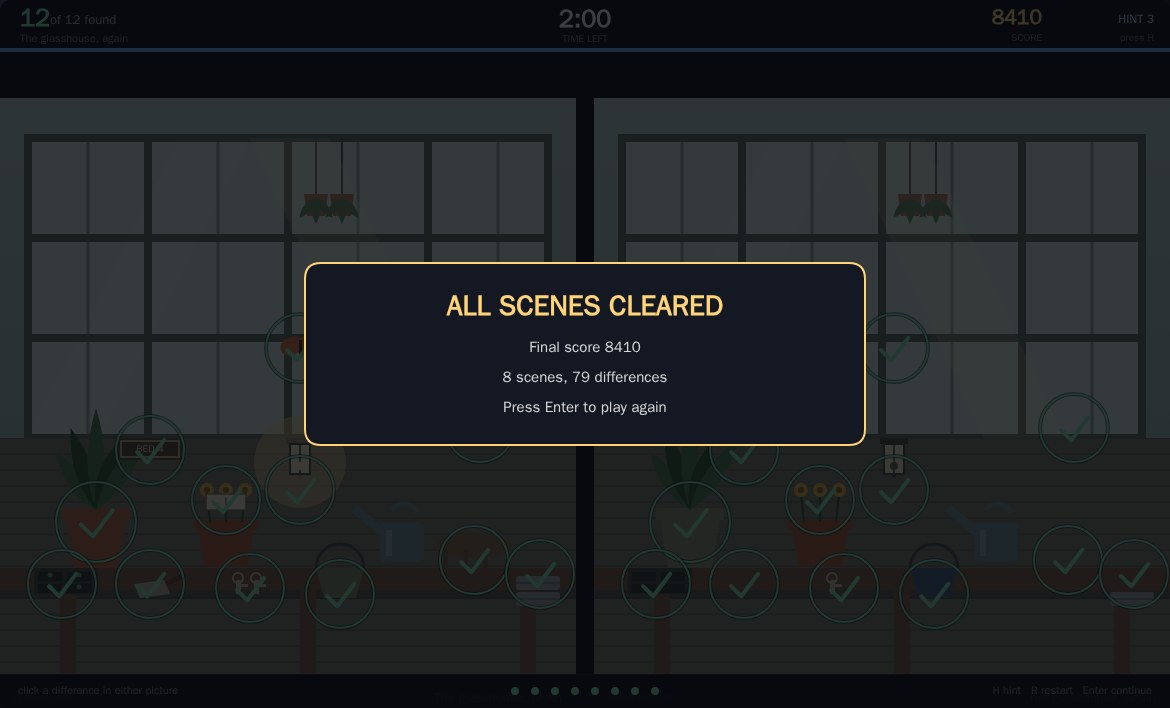 12 of 12 found
The glasshouse, again
2:00
TIME LEFT
8410
SCORE
HINT 3
press H
ALL SCENES CLEARED
Final score 8410
8 scenes, 79 differences
Press Enter to play again
click a difference in either picture
H hint R restart Enter continue